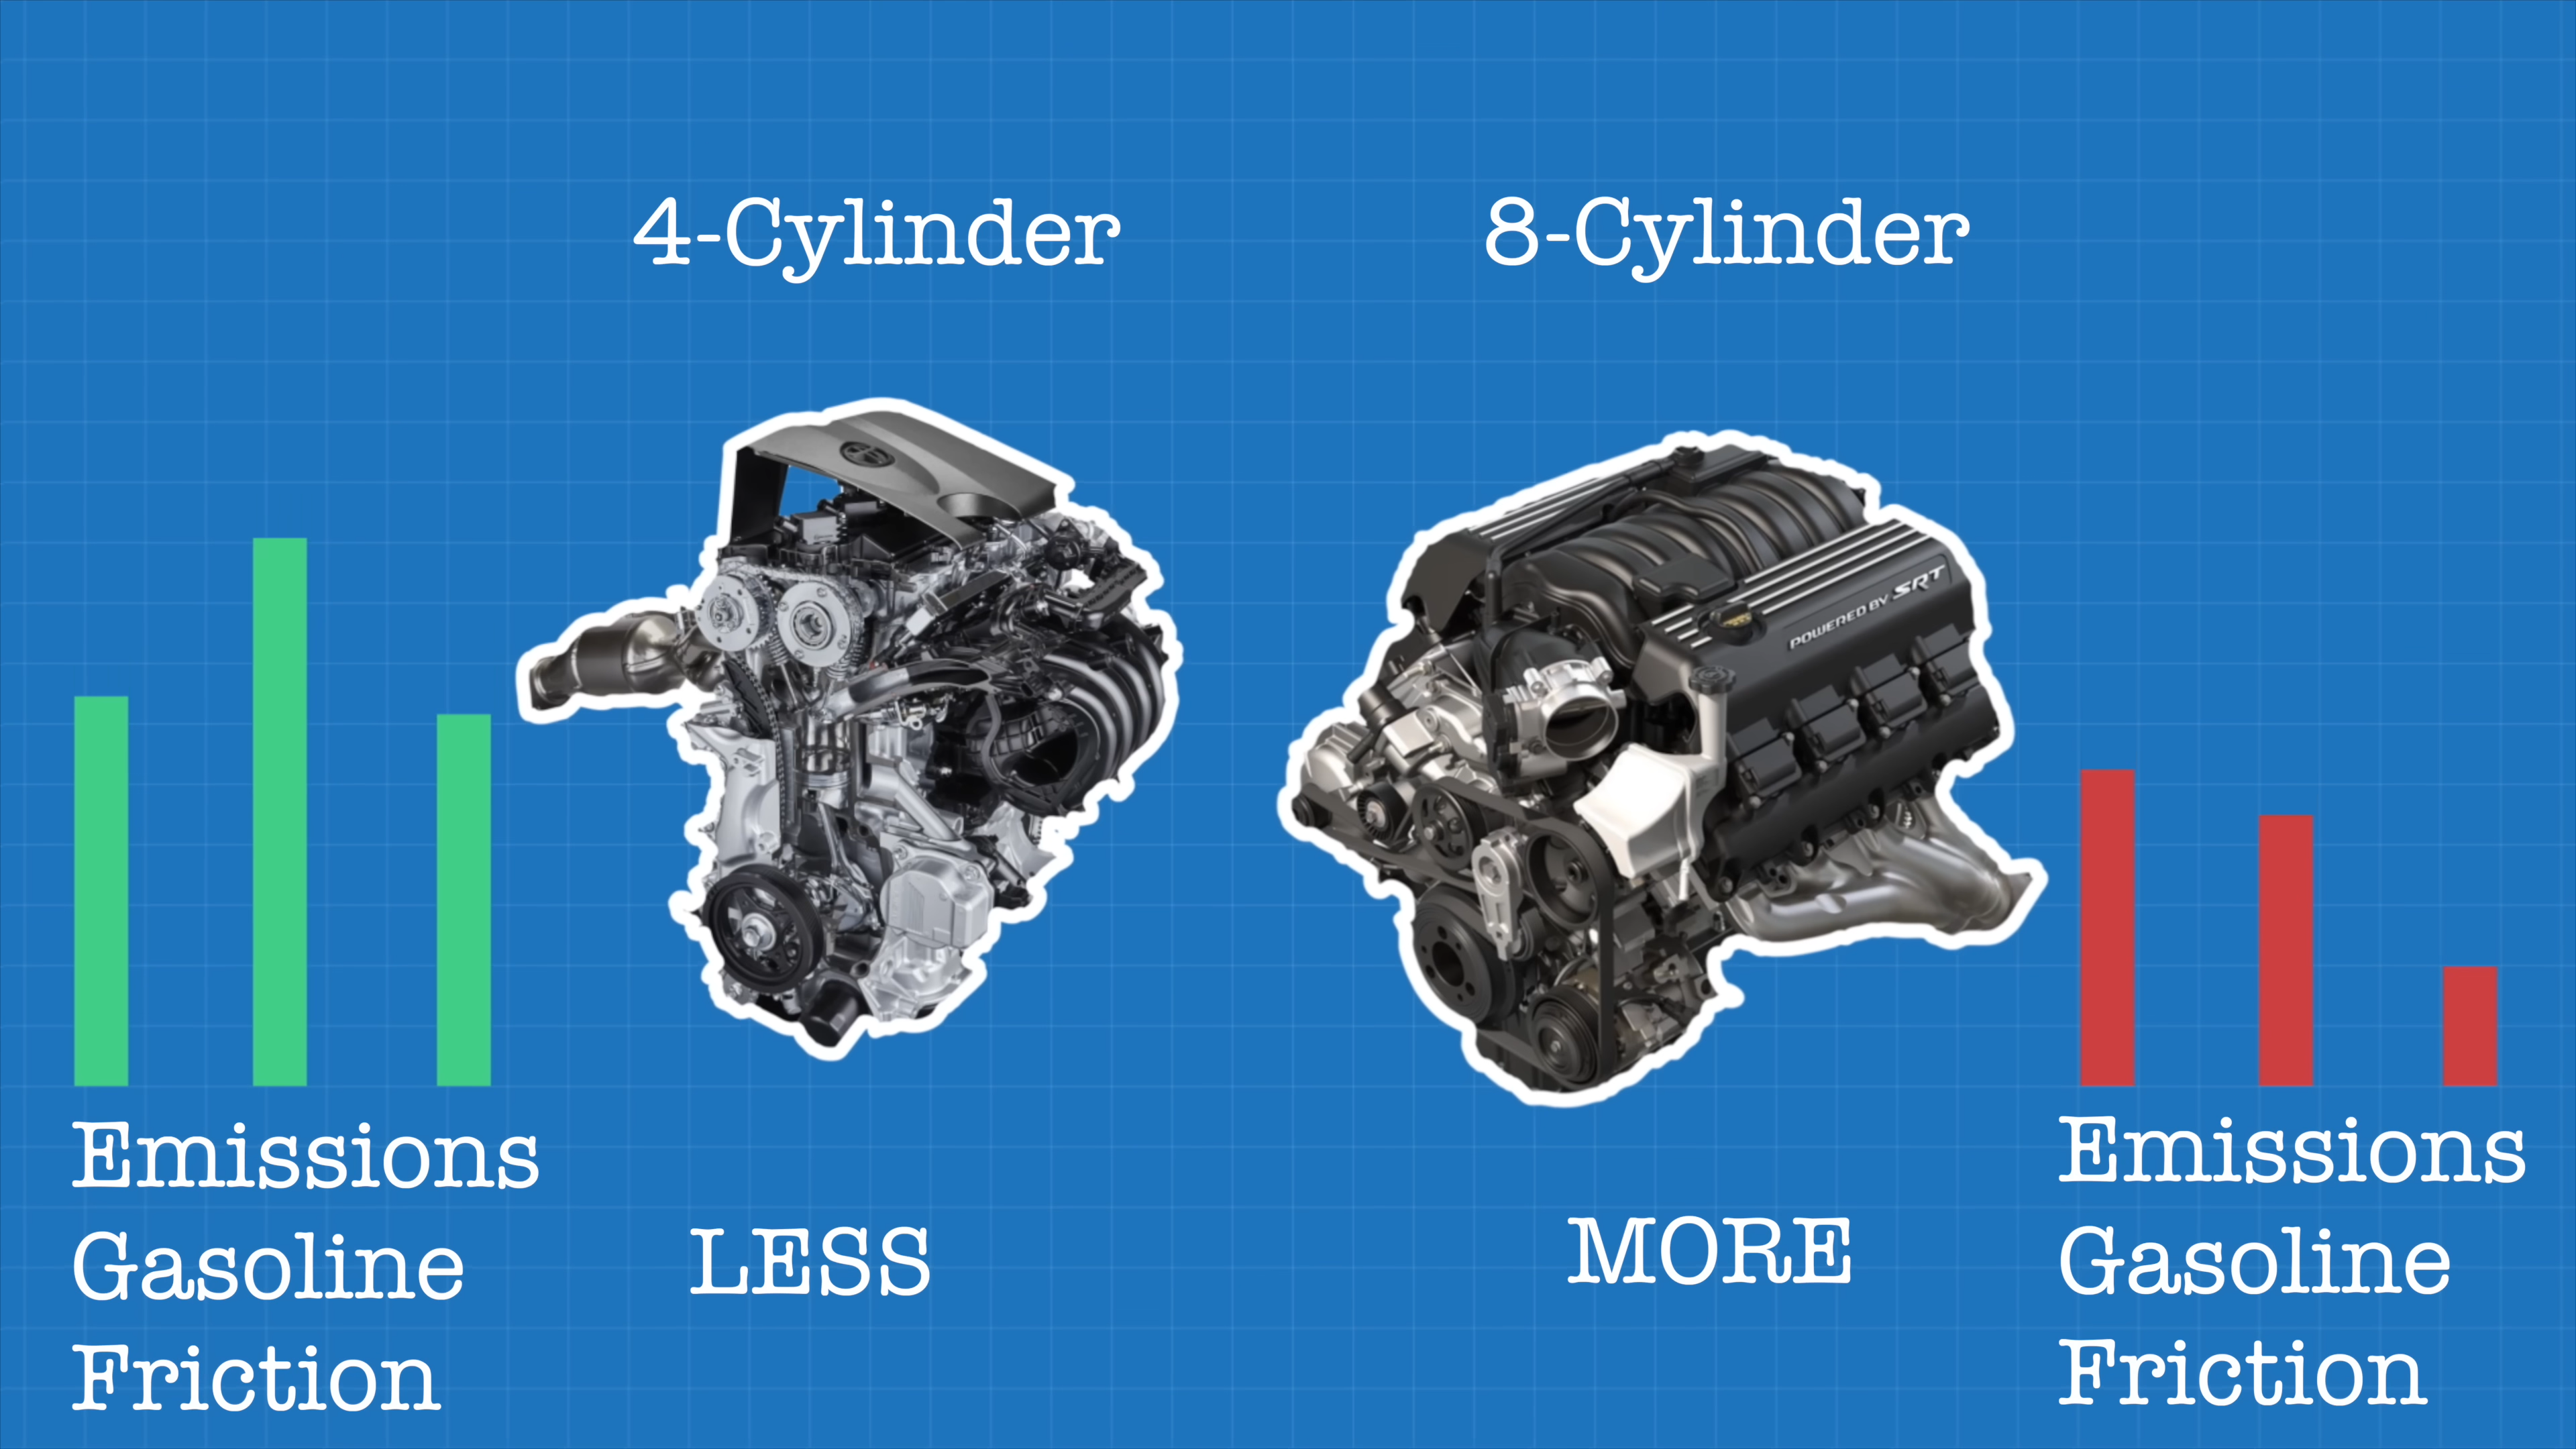 4-Cylinder
8-Cylinder
POWERED BY SRT
Emissions
Gasoline
Friction
LESS
MORE
Emissions
Gasoline
Friction